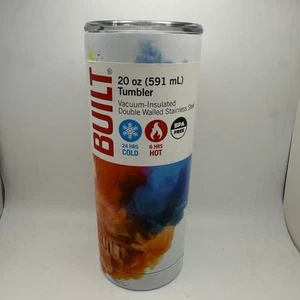 BUILT®
20 oz (591 mL)
Tumbler
Vacuum-Insulated
Double Walled Stainless Steel
24 HRS
COLD
6 HRS
HOT
BPA
FREE
BUILT